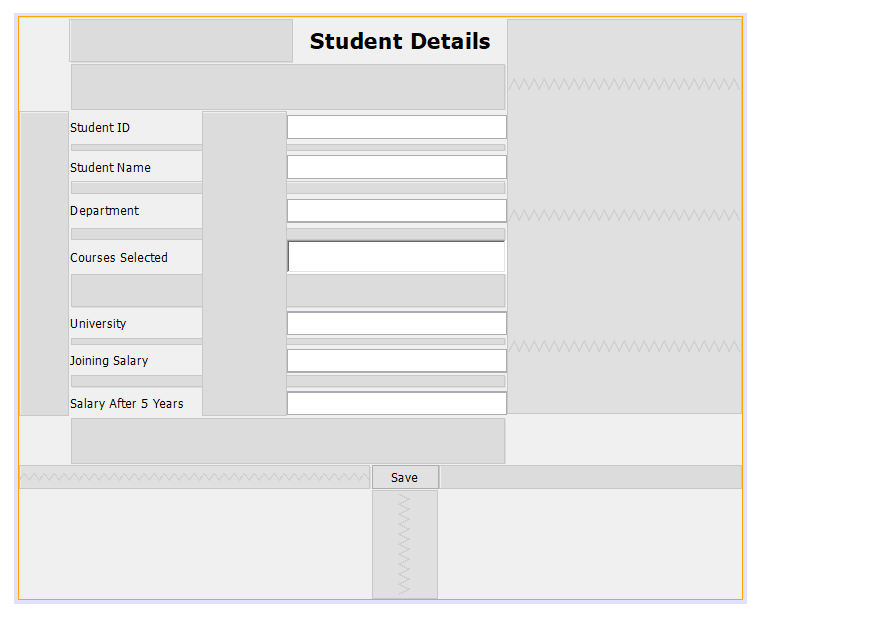 Student Details
Student ID
Student Name
Department
Courses Selected
University
Joining Salary
Salary After 5 Years
Save